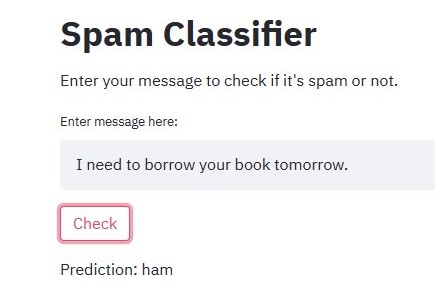 Spam Classifier
Enter your message to check if it's spam or not.
Enter message here:
I need to borrow your book tomorrow.
Check
Prediction: ham